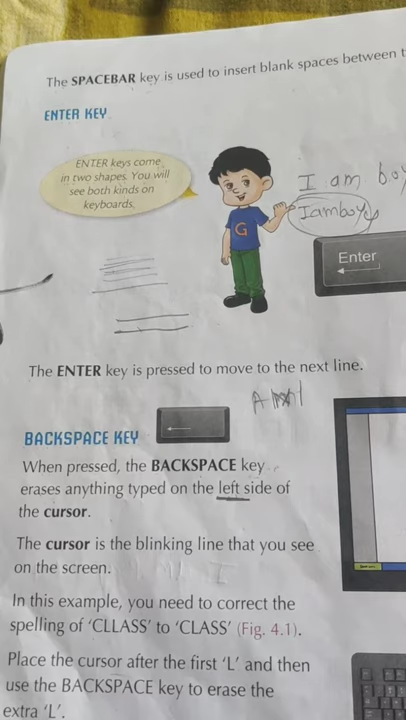 The SPACEBAR key is used to insert blank spaces between
ENTER KEY
ENTER keys come
in two shapes. You will
see both kinds on
keyboards.
I am boy
Iamboy
G
Enter
The ENTER key is pressed to move to the next line.
BACKSPACE KEY
When pressed, the BACKSPACE key
erases anything typed on the left side of
the cursor.
The cursor is the blinking line that you see
on the screen.
In this example, you need to correct the
spelling of 'CLLASS' to 'CLASS' (Fig. 4.1).
Place the cursor after the first 'L' and then
use the BACKSPACE key to erase the
extra 'L'.